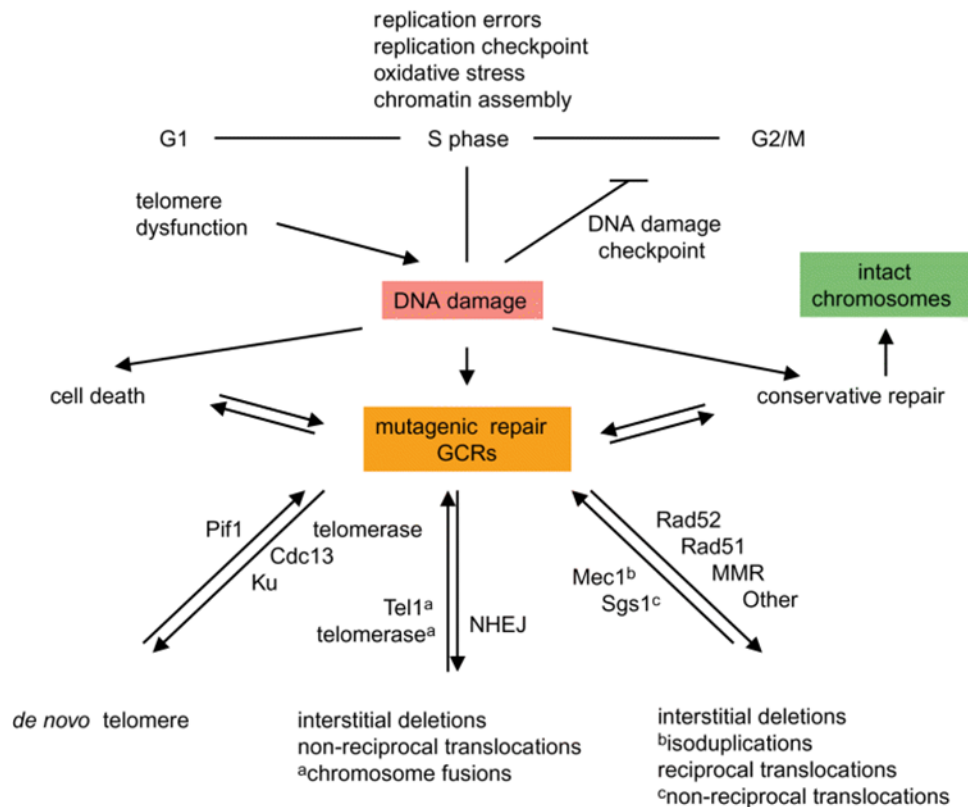 replication errors
replication checkpoint
oxidative stress
chromatin assembly
G1
S phase
G2/M
telomere
dysfunction
DNA damage
checkpoint
DNA damage
intact
chromosomes
cell death
conservative repair
mutagenic repair
GCRs
Pif1
telomerase
Cdc13
Ku
Tel1ᵃ
telomeraseᵃ
NHEJ
Rad52
Rad51
MMR
Other
Mec1ᵇ
Sgs1ᶜ
de novo telomere
interstitial deletions
non-reciprocal translocations
ᵃchromosome fusions
interstitial deletions
ᵇisoduplications
reciprocal translocations
ᶜnon-reciprocal translocations